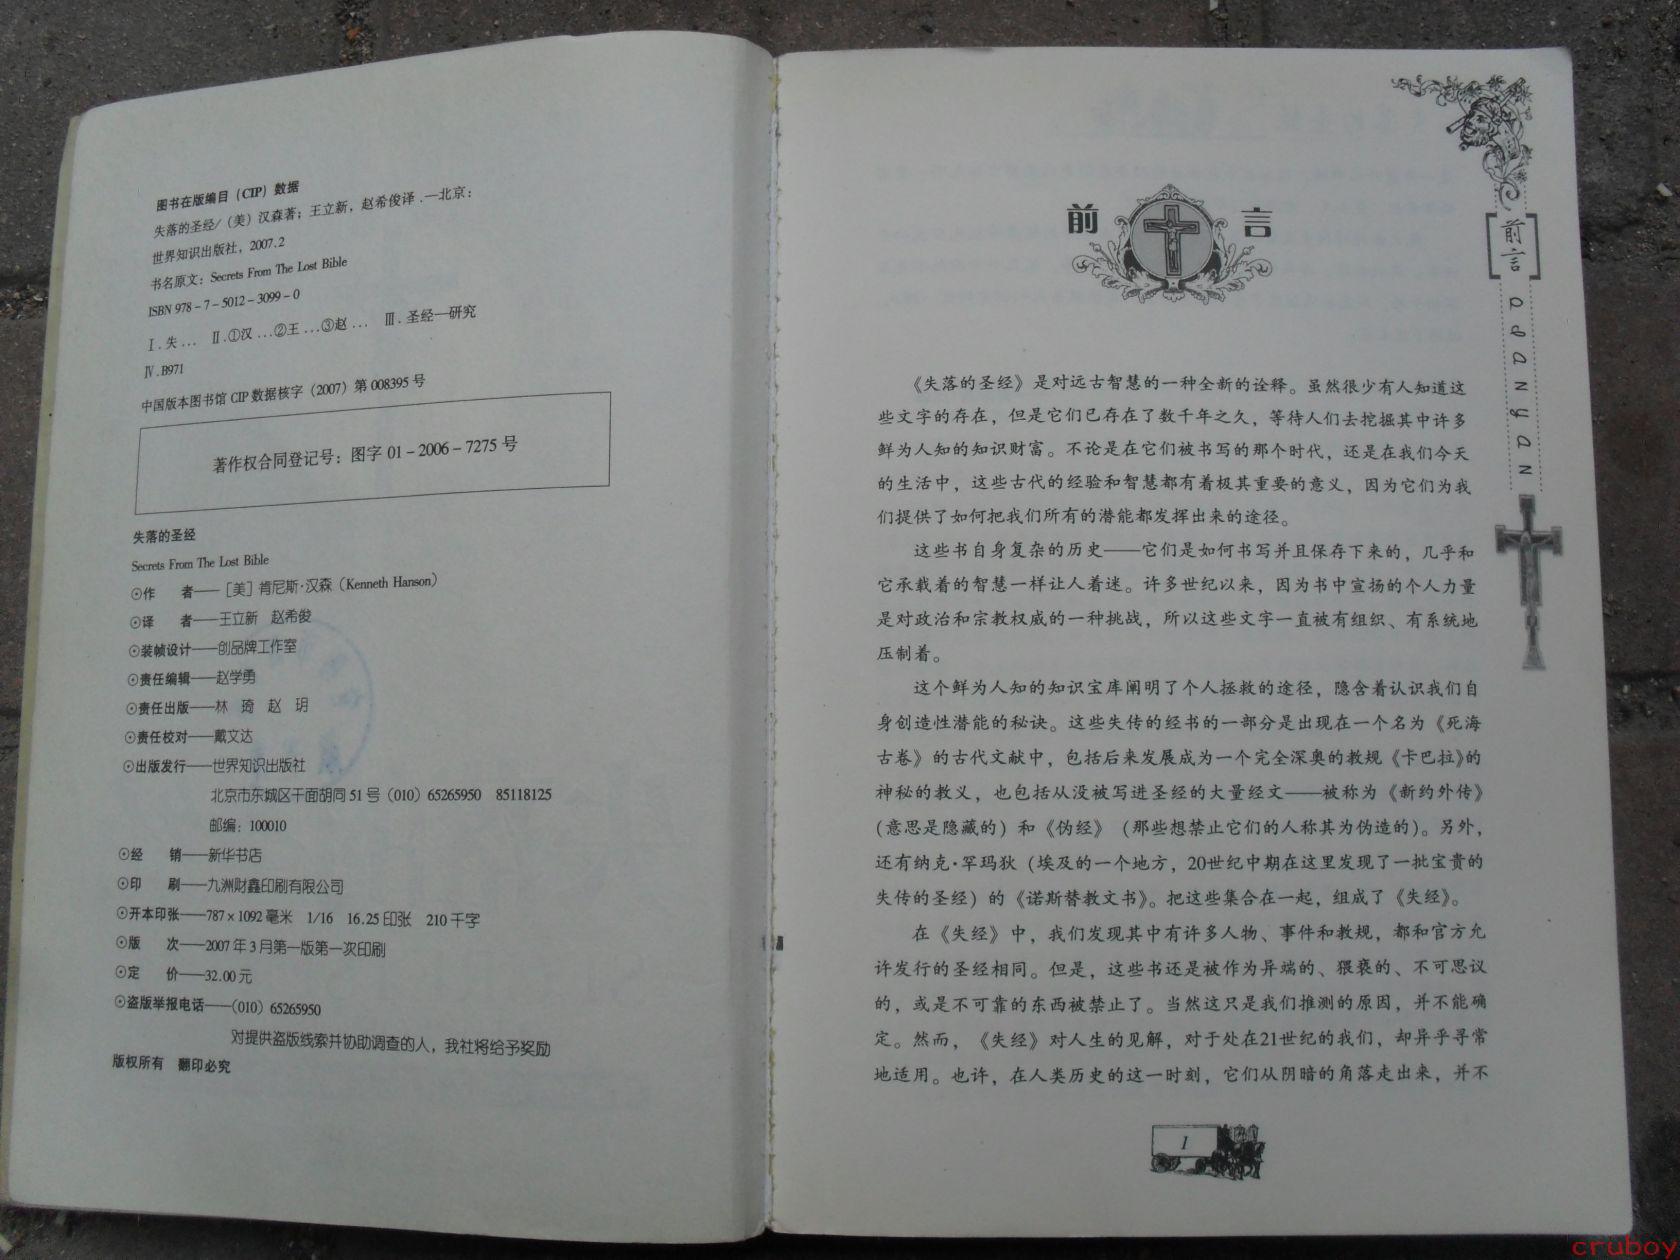 图书在版编目（CIP）数据
失落的圣经/（美）汉森著；王立新，赵希俊译.—北京：
世界知识出版社，2007.2
书名原文：Secrets From The Lost Bible
ISBN 978－7－5012－3099－0
Ⅰ.失… Ⅱ.①汉…②王…③赵… Ⅲ.圣经—研究
Ⅳ.B971
中国版本图书馆CIP数据核字（2007）第008395号
著作权合同登记号：图字01－2006－7275号
失落的圣经
Secrets From The Lost Bible
⊙作　者——［美］肯尼斯·汉森（Kenneth Hanson）
⊙译　者——王立新　赵希俊
⊙装帧设计——创品牌工作室
⊙责任编辑——赵学勇
⊙责任出版——林　琦　赵　玥
⊙责任校对——戴文达
⊙出版发行——世界知识出版社
北京市东城区干面胡同51号（010）65265950　85118125
邮编：100010
⊙经　销——新华书店
⊙印　刷——九洲财鑫印刷有限公司
⊙开本印张——787×1092毫米　1/16　16.25印张　210千字
⊙版　次——2007年3月第一版第一次印刷
⊙定　价——32.00元
⊙盗版举报电话——(010) 65265950
对提供盗版线索并协助调查的人，我社将给予奖励
版权所有　翻印必究
前言
《失落的圣经》是对远古智慧的一种全新的诠释。虽然很少有人知道这
些文字的存在，但是它们已存在了数千年之久，等待人们去挖掘其中许多
鲜为人知的知识财富。不论是在它们被书写的那个时代，还是在我们今天
的生活中，这些古代的经验和智慧都有着极其重要的意义，因为它们为我
们提供了如何把我们所有的潜能都发挥出来的途径。
这些书自身复杂的历史——它们是如何书写并且保存下来的，几乎和
它承载着的智慧一样让人着迷。许多世纪以来，因为书中宣扬的个人力量
是对政治和宗教权威的一种挑战，所以这些文字一直被有组织、有系统地
压制着。
这个鲜为人知的知识宝库阐明了个人拯救的途径，隐含着认识我们自
身创造性潜能的秘诀。这些失传的经书的一部分是出现在一个名为《死海
古卷》的古代文献中，包括后来发展成为一个完全深奥的教规《卡巴拉》的
神秘的教义，也包括从没被写进圣经的大量经文——被称为《新约外传》
（意思是隐藏的）和《伪经》（那些想禁止它们的人称其为伪造的）。另外，
还有纳克·罕玛狄（埃及的一个地方，20世纪中期在这里发现了一批宝贵的
失传的圣经）的《诺斯替教文书》。把这些集合在一起，组成了《失经》。
在《失经》中，我们发现其中有许多人物、事件和教规，都和官方允
许发行的圣经相同。但是，这些书还是被作为异端的、猥亵的、不可思议
的，或是不可靠的东西被禁止了。当然这只是我们推测的原因，并不能确
定。然而，《失经》对人生的见解，对于处在21世纪的我们，却异乎寻常
地适用。也许，在人类历史的这一时刻，它们从阴暗的角落走出来，并不
1
前言
cruboy